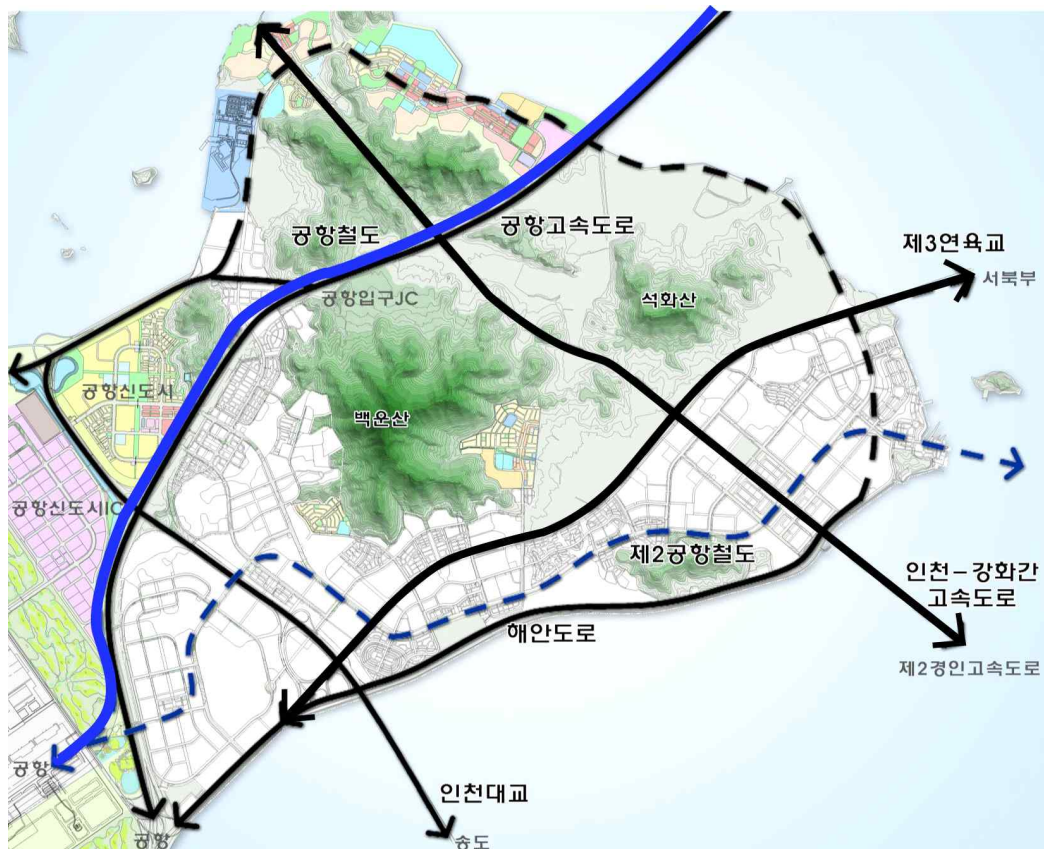 공항철도
공항고속도로
제3연육교
서북부
공항입구JC
석화산
공항신도시
백운산
공항신도시IC
제2공항철도
인천-강화간
고속도로
해안도로
제2경인고속도로
공항
인천대교
공항
송도